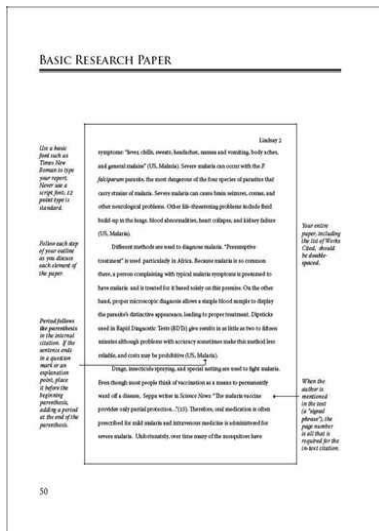 BASIC RESEARCH PAPER
Use a basic
font such as
Times New
Roman to type
your report.
Never use a
script font. 12
point type is
standard.
Follow each step
of your outline
as you discuss
each element of
the paper
Period follows
the parenthesis
in the internal
citation. If the
sentence ends
in a question
mark or an
explanation
point, place
it before the
beginning
parenthesis,
adding a period
at the end of the
parenthesis.
Lindsey 2
symptoms: "fever, chills, sweats, headaches, nausea and vomiting, body aches,
and general malaise" (US, Malaria). Severe malaria can occur with the P.
falciparum parasite, the most dangerous of the four species of parasites that
carry strains of malaria. Severe malaria can cause brain seizures, comas, and
other neurological problems. Other life-threatening problems include fluid
build-up in the lungs, blood abnormalities, heart collapse, and kidney failure
(US, Malaria).
Different methods are used to diagnose malaria. "Presumptive
treatment" is used particularly in Africa. Because malaria is so common
there, a person complaining with typical malaria symptoms is presumed to
have malaria and is treated for it based solely on this premise. On the other
hand, proper microscopic diagnosis allows a simple blood sample to display
the parasite's distinctive appearance, leading to proper treatment. Dipsticks
used in Rapid Diagnostic Tests (RDTs) give results in as little as two to fifteen
minutes although problems with accuracy sometimes make this method less
reliable, and costs may be prohibitive (US, Malaria).
Drugs, insecticide spraying, and special netting are used to fight malaria.
Even though most people think of vaccination as a means to permanently
ward off a disease, Seppa writes in Science News: "The malaria vaccine
provides only partial protection..."(13). Therefore, oral medication is often
prescribed for mild malaria and intravenous medicine is administered for
severe malaria. Unfortunately, over time many of the mosquitoes have
Your entire
paper, including
the list of Works
Cited, should
be double-
spaced.
When the
author is
mentioned
in the text
(a "signal
phrase"), the
page number
is all that is
required for the
in-text citation.
50